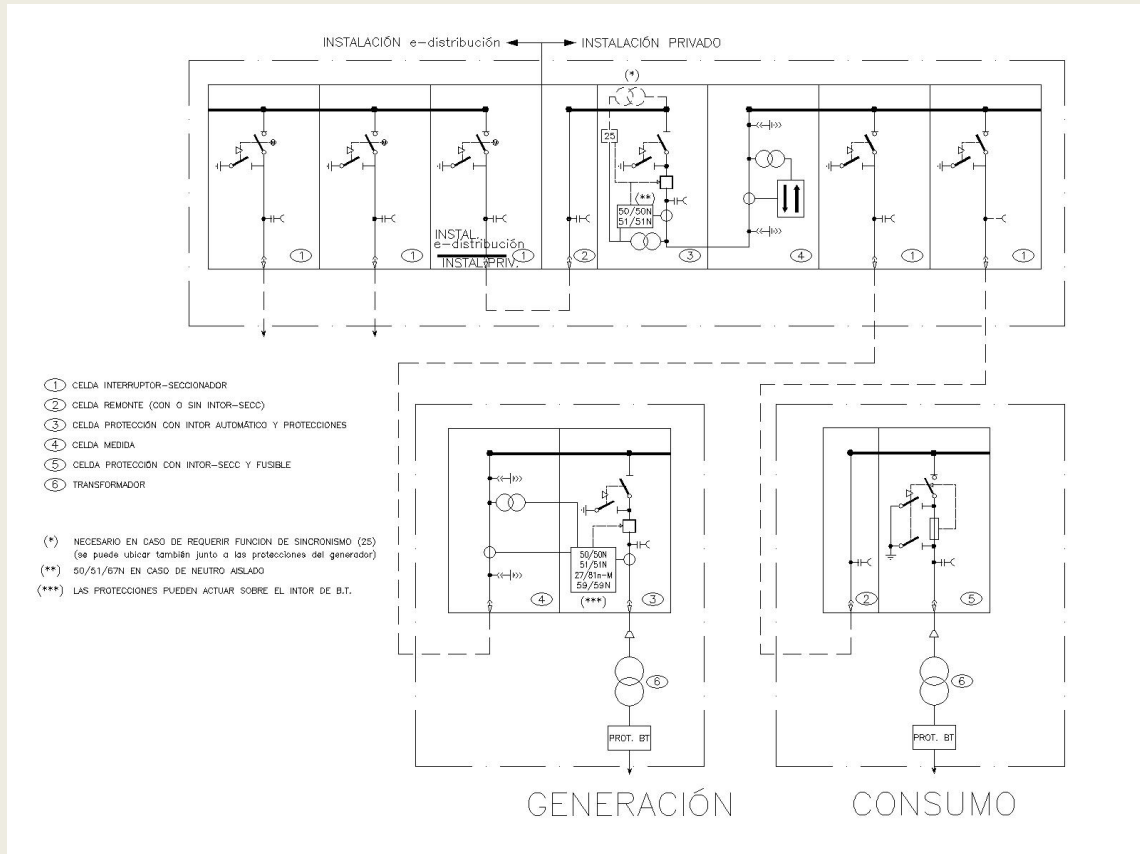 INSTALACIÓN e-distribución
INSTALACIÓN PRIVADO
(*)
25
(**)
50/50N
51/51N
INSTAL.
e-distribución
INSTAL.PRIV.
1
1
1
2
3
4
1
1
1 CELDA INTERRUPTOR-SECCIONADOR
2 CELDA REMONTE (CON O SIN INTOR-SECC)
3 CELDA PROTECCIÓN CON INTOR AUTOMÁTICO Y PROTECCIONES
4 CELDA MEDIDA
5 CELDA PROTECCIÓN CON INTOR-SECC Y FUSIBLE
6 TRANSFORMADOR
(*) NECESARIO EN CASO DE REQUERIR FUNCION DE SINCRONISMO (25)
(se puede ubicar también junto a las protecciones del generador)
(**) 50/51/67N EN CASO DE NEUTRO AISLADO
(***) LAS PROTECCIONES PUEDEN ACTUAR SOBRE EL INTOR DE B.T.
50/50N
51/51N
27/81m-M
59/59N
(***)
4
3
6
PROT. BT
GENERACIÓN
2
5
6
PROT. BT
CONSUMO